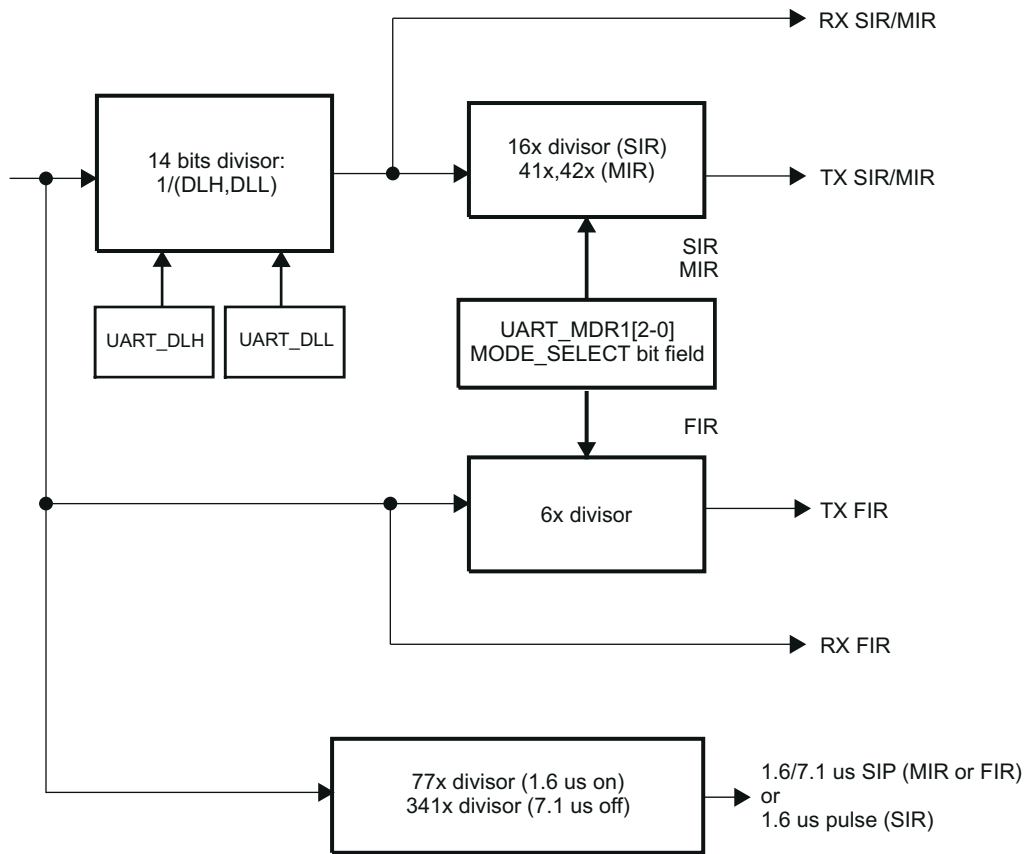 RX SIR/MIR
14 bits divisor:
1/(DLH,DLL)
16x divisor (SIR)
41x,42x (MIR)
TX SIR/MIR
SIR
MIR
UART_DLH
UART_DLL
UART_MDR1[2-0]
MODE_SELECT bit field
FIR
6x divisor
TX FIR
RX FIR
77x divisor (1.6 us on)
341x divisor (7.1 us off)
1.6/7.1 us SIP (MIR or FIR)
or
1.6 us pulse (SIR)